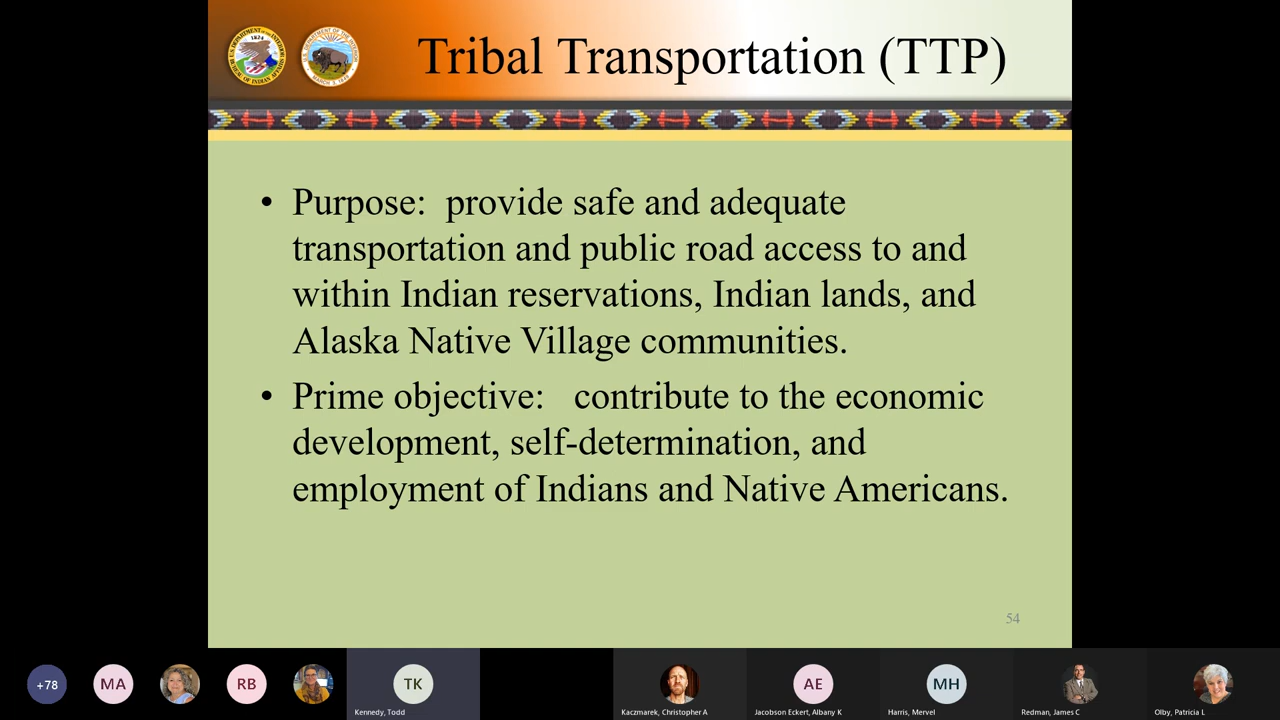 Tribal Transportation (TTP)
• Purpose:  provide safe and adequate
transportation and public road access to and
within Indian reservations, Indian lands, and
Alaska Native Village communities.
• Prime objective:   contribute to the economic
development, self-determination, and
employment of Indians and Native Americans.
54
+78
MA
RB
TK
AE
MH
Kennedy, Todd
Kaczmarek, Christopher A
Jacobson Eckert, Albany K
Harris, Mervel
Redman, James C
Olby, Patricia L